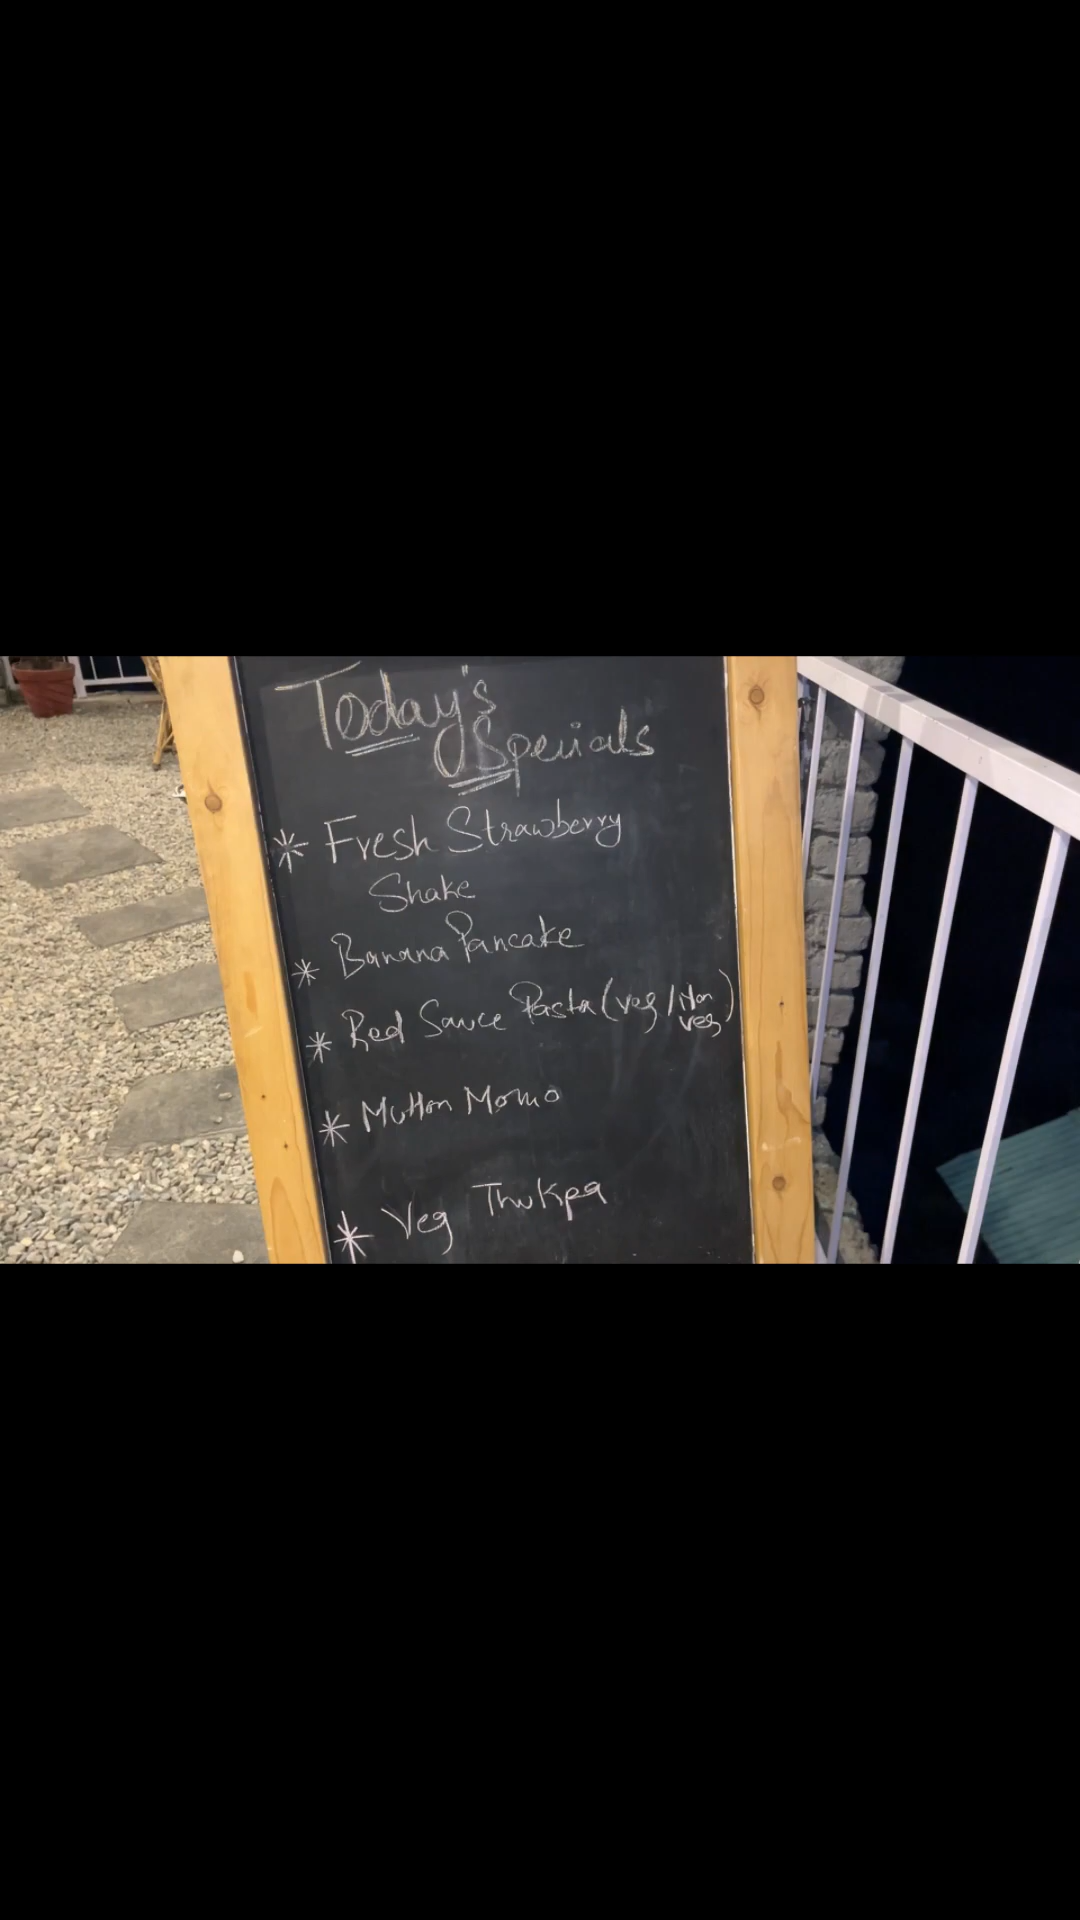 Today's
Specials
* Fresh Strawberry
Shake
* Banana Pancake
* Red Sauce Pasta (veg / Non
veg)
* Mutton Momo
* Veg Thukpa